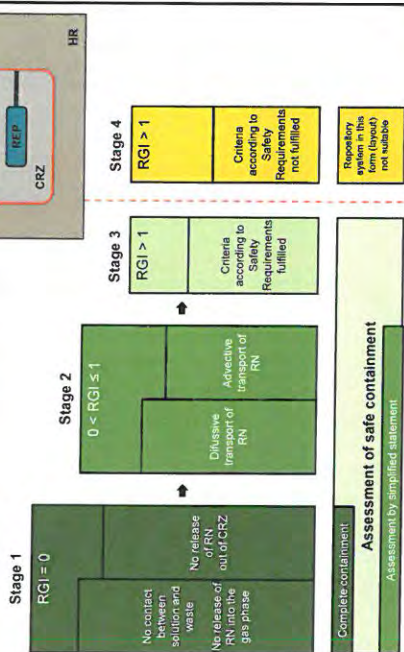 HR
REP
CRZ
Stage 1
RGI = 0
No contact
between
solution and
waste
No release of
RN into the
gas phase
No release
of RN
out of CRZ
Stage 2
0 < RGI ≤ 1
Difussive
transport of
RN
Advective
transport of
RN
Stage 3
RGI > 1
Criteria
according to
Safety
Requirements
fulfilled
Stage 4
RGI > 1
Criteria
according to
Safety
Requirements
not fulfilled
Complete containment
Assessment of safe containment
Assessment by simplified statement
Repository
system in this
form (layout)
not suitable